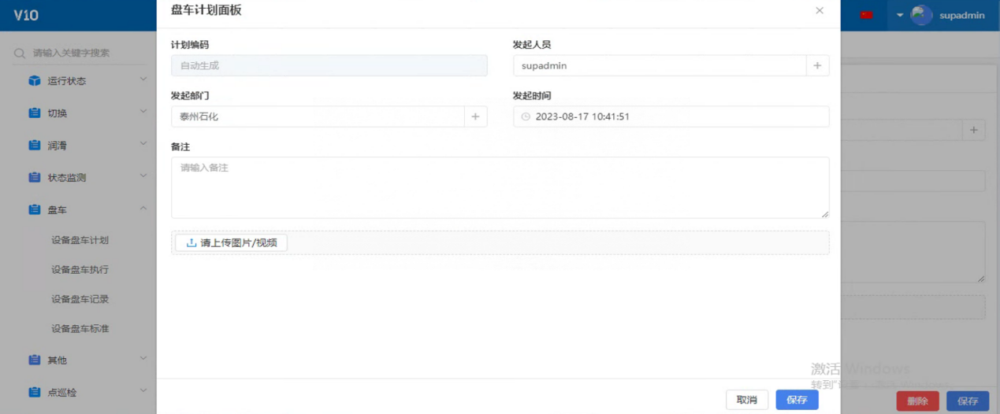 V10
盘车计划面板
supadmin
请输入关键字搜索
运行状态
切换
润滑
状态监测
盘车
设备盘车计划
设备盘车执行
设备盘车记录
设备盘车标准
其他
点巡检
计划编码
自动生成
发起人员
supadmin
发起部门
泰州石化
发起时间
2023-08-17 10:41:51
备注
请输入备注
请上传图片/视频
取消
保存
激活 Windows
转到"设
删除
保存